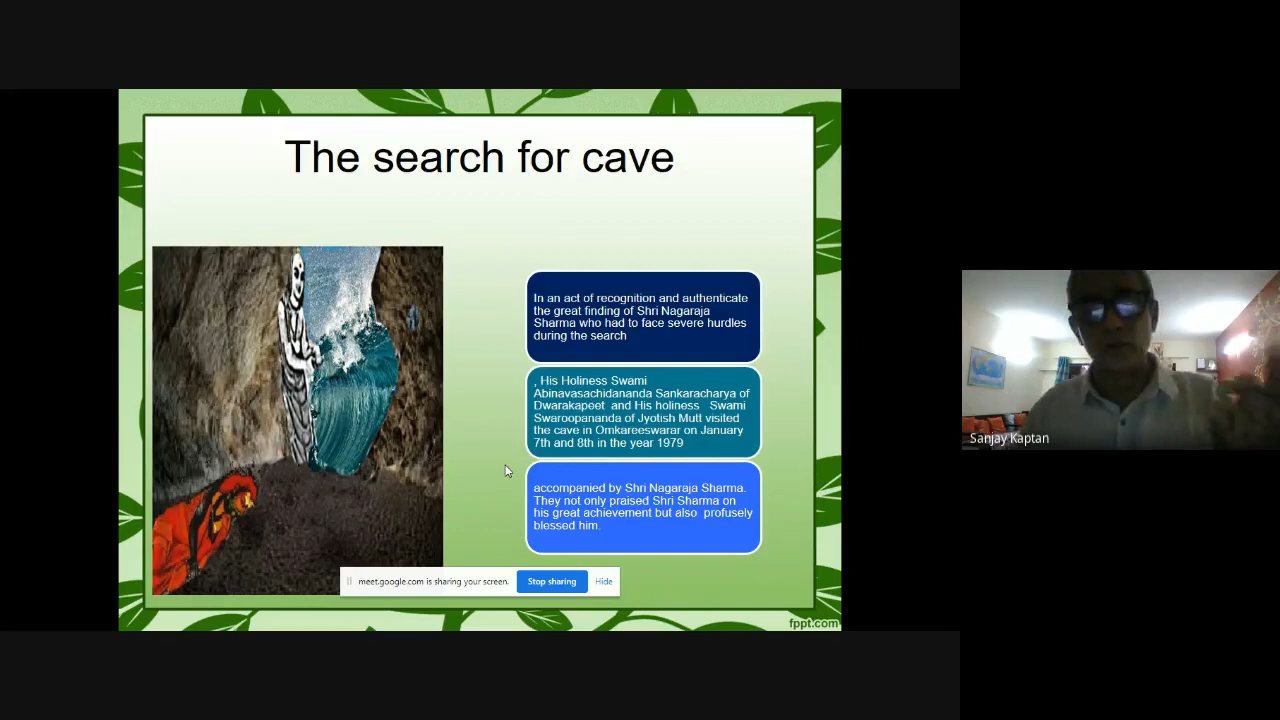 The search for cave
In an act of recognition and authenticate
the great finding of Shri Nagaraja
Sharma who had to face severe hurdles
during the search
, His Holiness Swami
Abinavasachidananda Sankaracharya of
Dwarakapeet and His holiness Swami
Swaroopananda of Jyotish Mutt visited
the cave in Omkareeswarar on January
7th and 8th in the year 1979
accompanied by Shri Nagaraja Sharma.
They not only praised Shri Sharma on
his great achievement but also profusely
blessed him.
meet.google.com is sharing your screen.
Stop sharing
Hide
fppt.com
Sanjay Kaptan